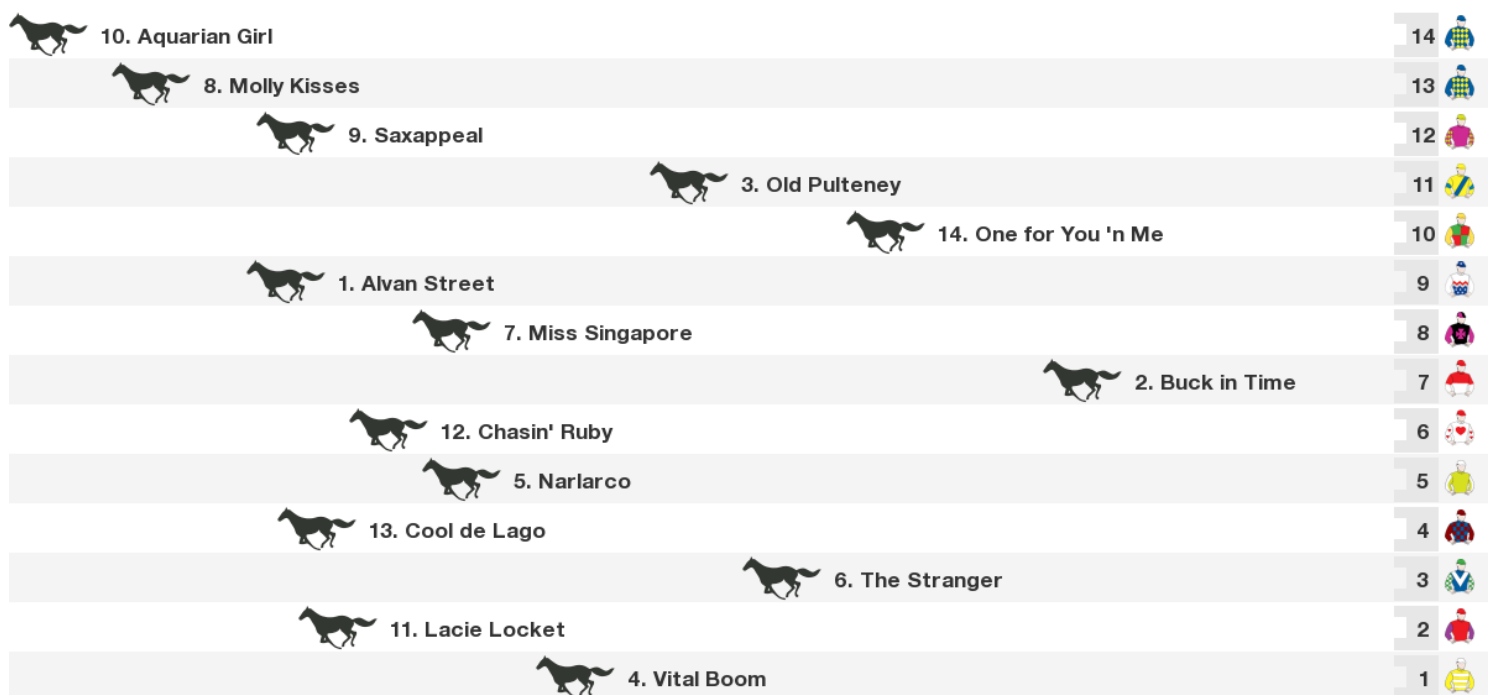 10. Aquarian Girl 14
8. Molly Kisses 13
9. Saxappeal 12
3. Old Pulteney 11
14. One for You 'n Me 10
1. Alvan Street 9
7. Miss Singapore 8
2. Buck in Time 7
12. Chasin' Ruby 6
5. Narlarco 5
13. Cool de Lago 4
6. The Stranger 3
11. Lacie Locket 2
4. Vital Boom 1